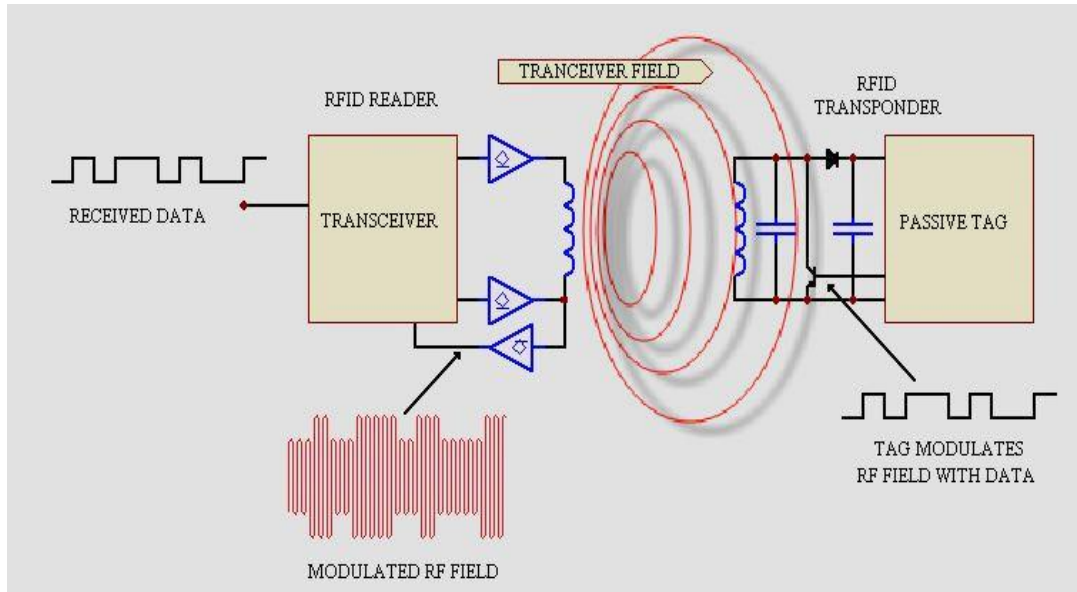 TRANCEIVER FIELD
RFID READER
RFID
TRANSPONDER
RECEIVED DATA
TRANSCEIVER
PASSIVE TAG
TAG MODULATES
RF FIELD WITH DATA
MODULATED RF FIELD